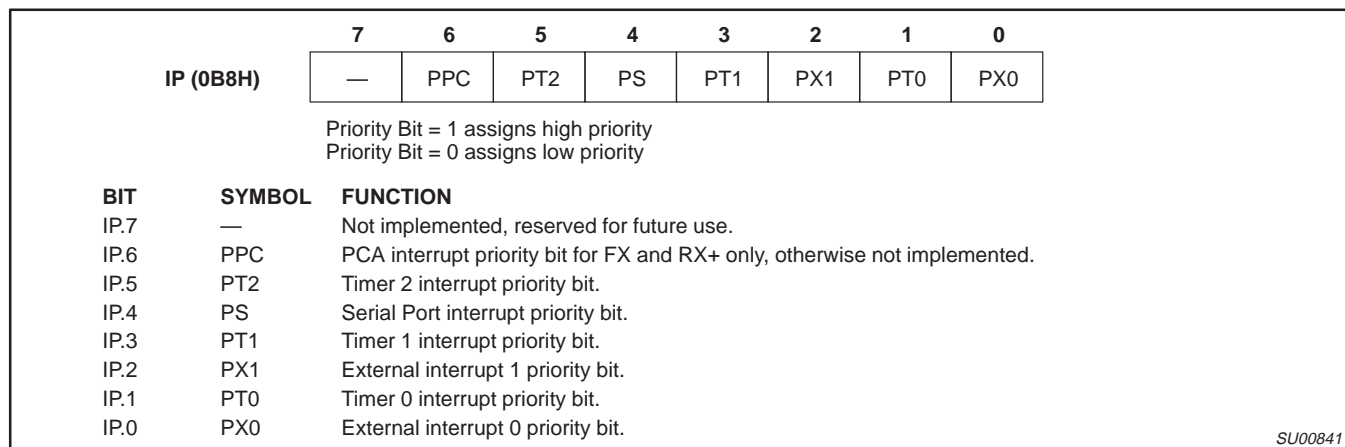 7 6 5 4 3 2 1 0
IP (0B8H) — PPC PT2 PS PT1 PX1 PT0 PX0
Priority Bit = 1 assigns high priority
Priority Bit = 0 assigns low priority
BIT SYMBOL FUNCTION
IP.7 — Not implemented, reserved for future use.
IP.6 PPC PCA interrupt priority bit for FX and RX+ only, otherwise not implemented.
IP.5 PT2 Timer 2 interrupt priority bit.
IP.4 PS Serial Port interrupt priority bit.
IP.3 PT1 Timer 1 interrupt priority bit.
IP.2 PX1 External interrupt 1 priority bit.
IP.1 PT0 Timer 0 interrupt priority bit.
IP.0 PX0 External interrupt 0 priority bit.
SU00841